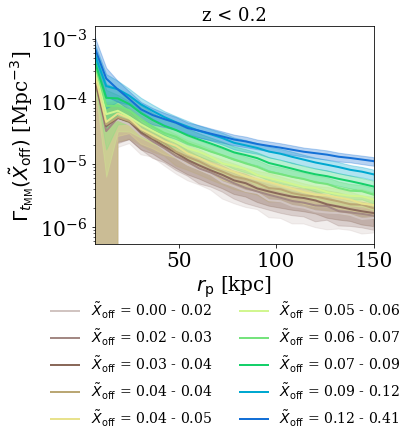 z < 0.2
10⁻³
10⁻⁴
10⁻⁵
10⁻⁶
Γ_{t_MM}(X̃_off) [Mpc⁻³]
50 100 150
r_p [kpc]
X̃_off = 0.00 - 0.02 X̃_off = 0.05 - 0.06
X̃_off = 0.02 - 0.03 X̃_off = 0.06 - 0.07
X̃_off = 0.03 - 0.04 X̃_off = 0.07 - 0.09
X̃_off = 0.04 - 0.04 X̃_off = 0.09 - 0.12
X̃_off = 0.04 - 0.05 X̃_off = 0.12 - 0.41